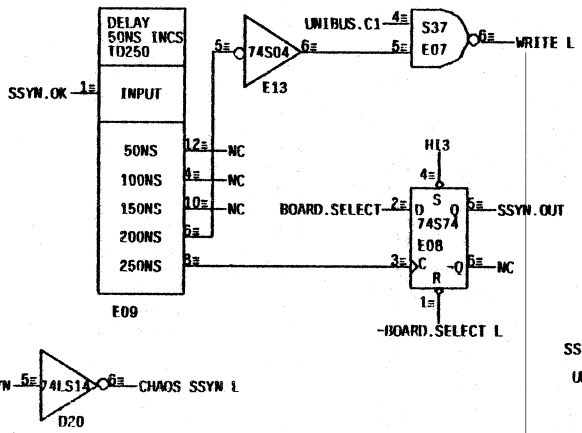 DELAY
50NS INCS
TD250
SSYN.OK
1
INPUT
50NS
12
NC
100NS
4
NC
150NS
10
NC
200NS
6
250NS
8
E09
5
74S04
6
E13
UNIBUS.C1
4
S37
6
WRITE L
5
E07
HI3
4
BOARD.SELECT
2
D
S
Q
5
SSYN.OUT
74S74
E08
3
C
¬Q
6
NC
R
1
-BOARD.SELECT L
5
74LS14
6
CHAOS SSYN L
D20
SS